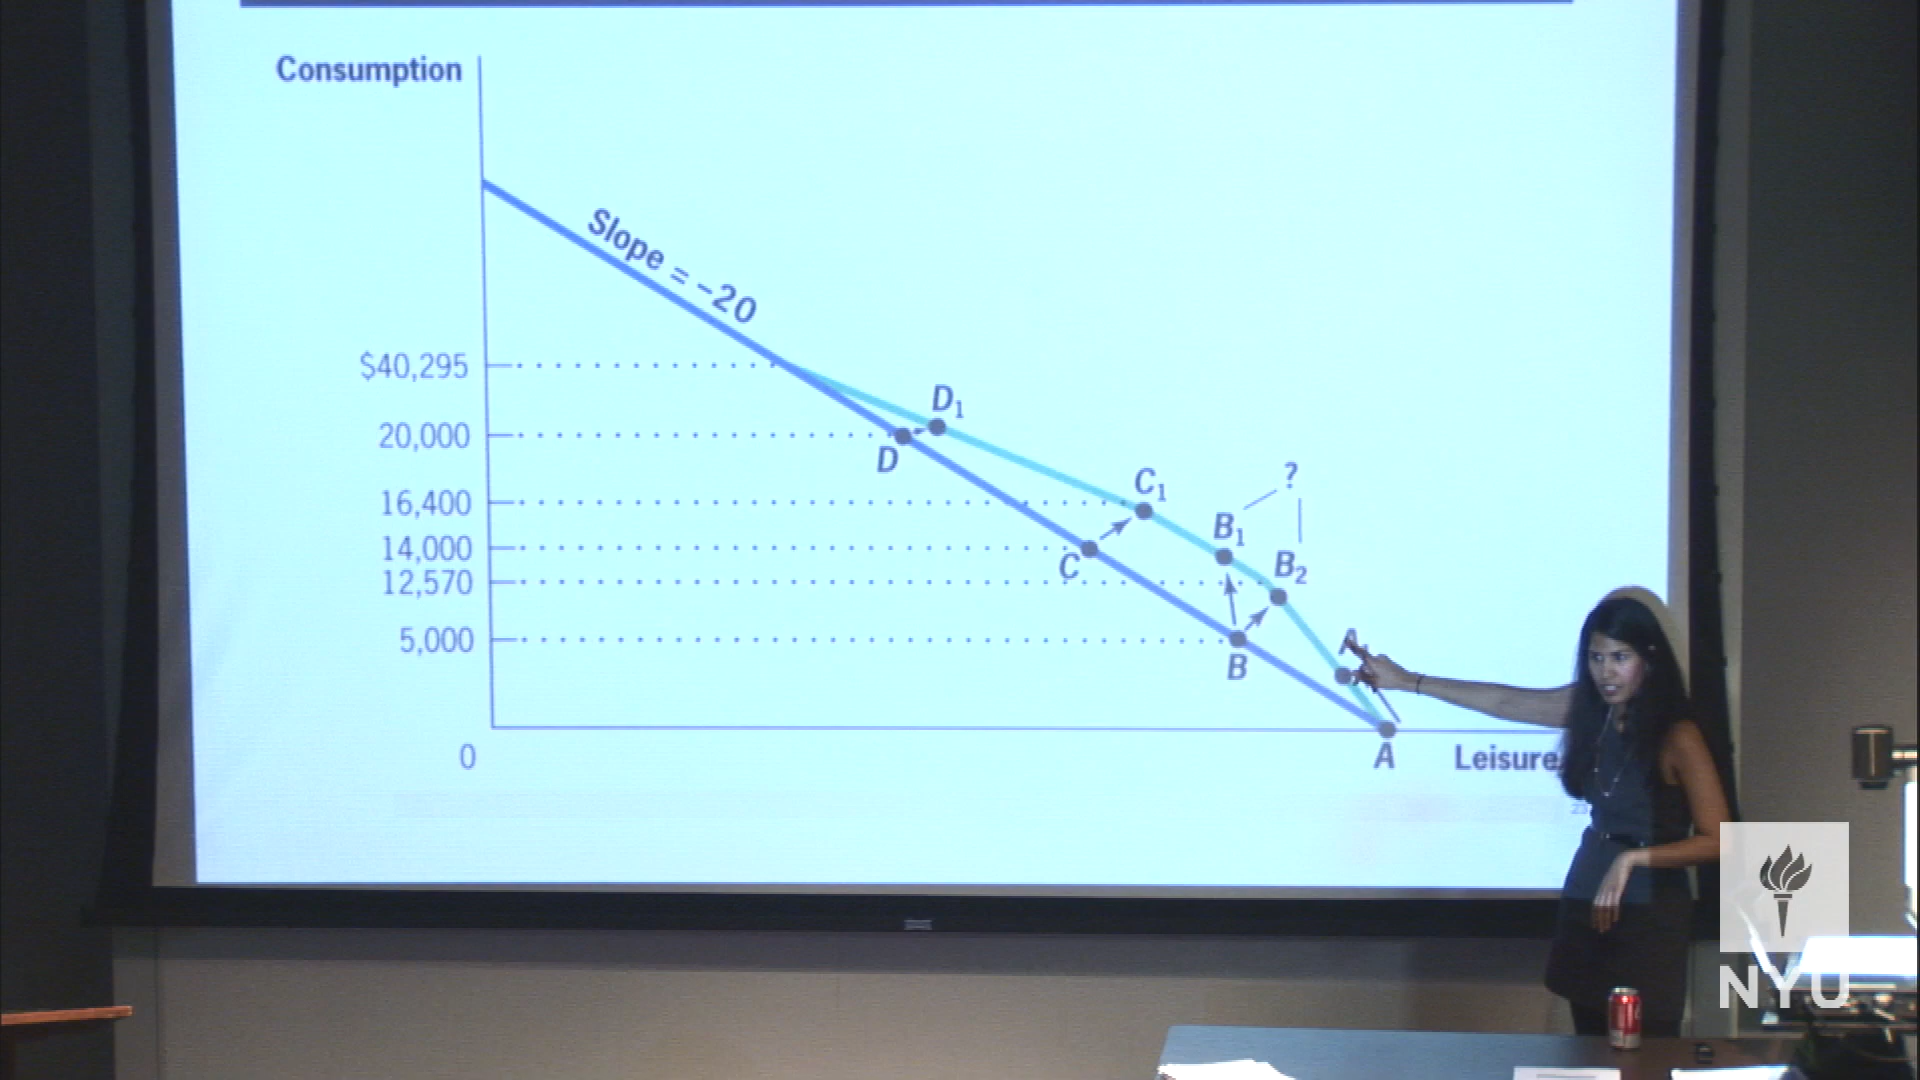 Consumption
Slope = -20
$40,295
D1
20,000
D
C1
?
16,400
B1
14,000
C
B2
12,570
5,000
B
0
A
Leisure
NYU